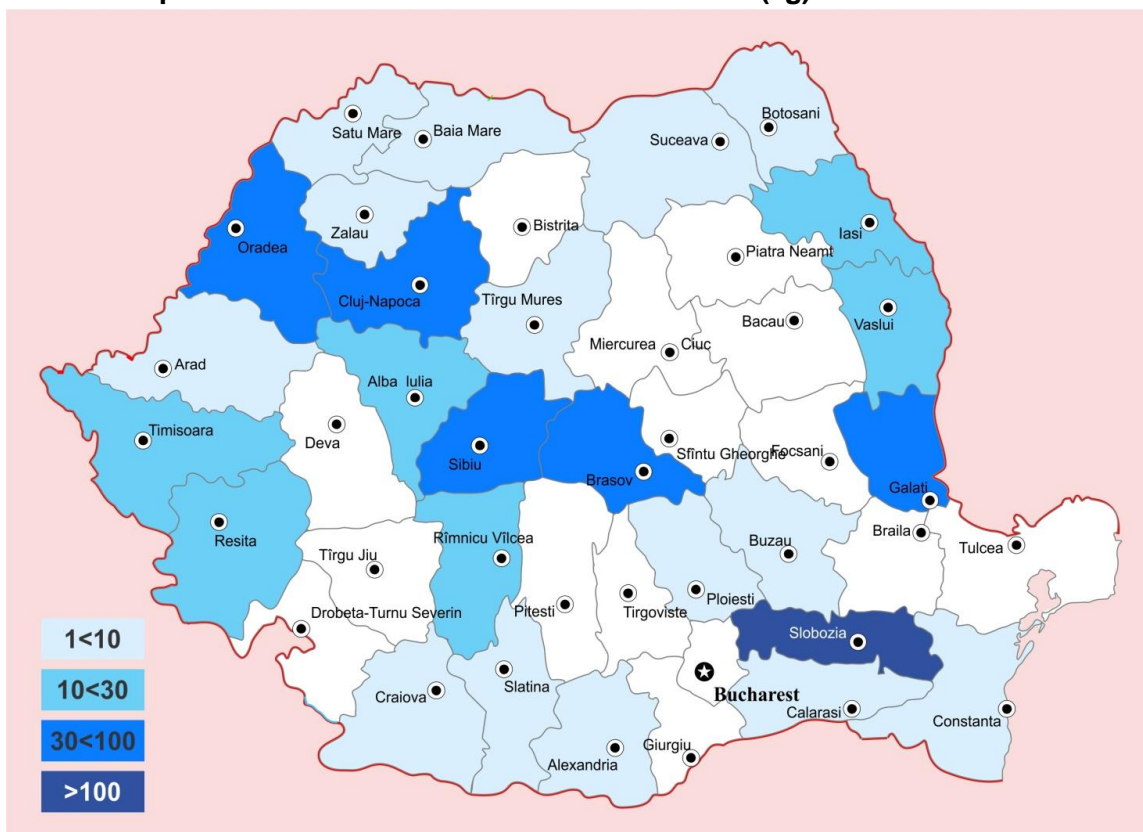 Botosani
Satu Mare
Baia Mare
Suceava
Zalau
Oradea
Bistrita
Iasi
Piatra Neamt
Cluj-Napoca
Tîrgu Mures
Bacau
Vaslui
Miercurea Ciuc
Arad
Alba Iulia
Timisoara
Deva
Sibiu
Brasov
Sfîntu Gheorghe
Focsani
Galati
Resita
Rîmnicu Vîlcea
Buzau
Braila
Tulcea
Tîrgu Jiu
Drobeta-Turnu Severin
Pitesti
Tirgoviste
Ploiesti
Slobozia
Craiova
Slatina
Bucharest
Calarasi
Constanta
Alexandria
Giurgiu
1<10
10<30
30<100
>100